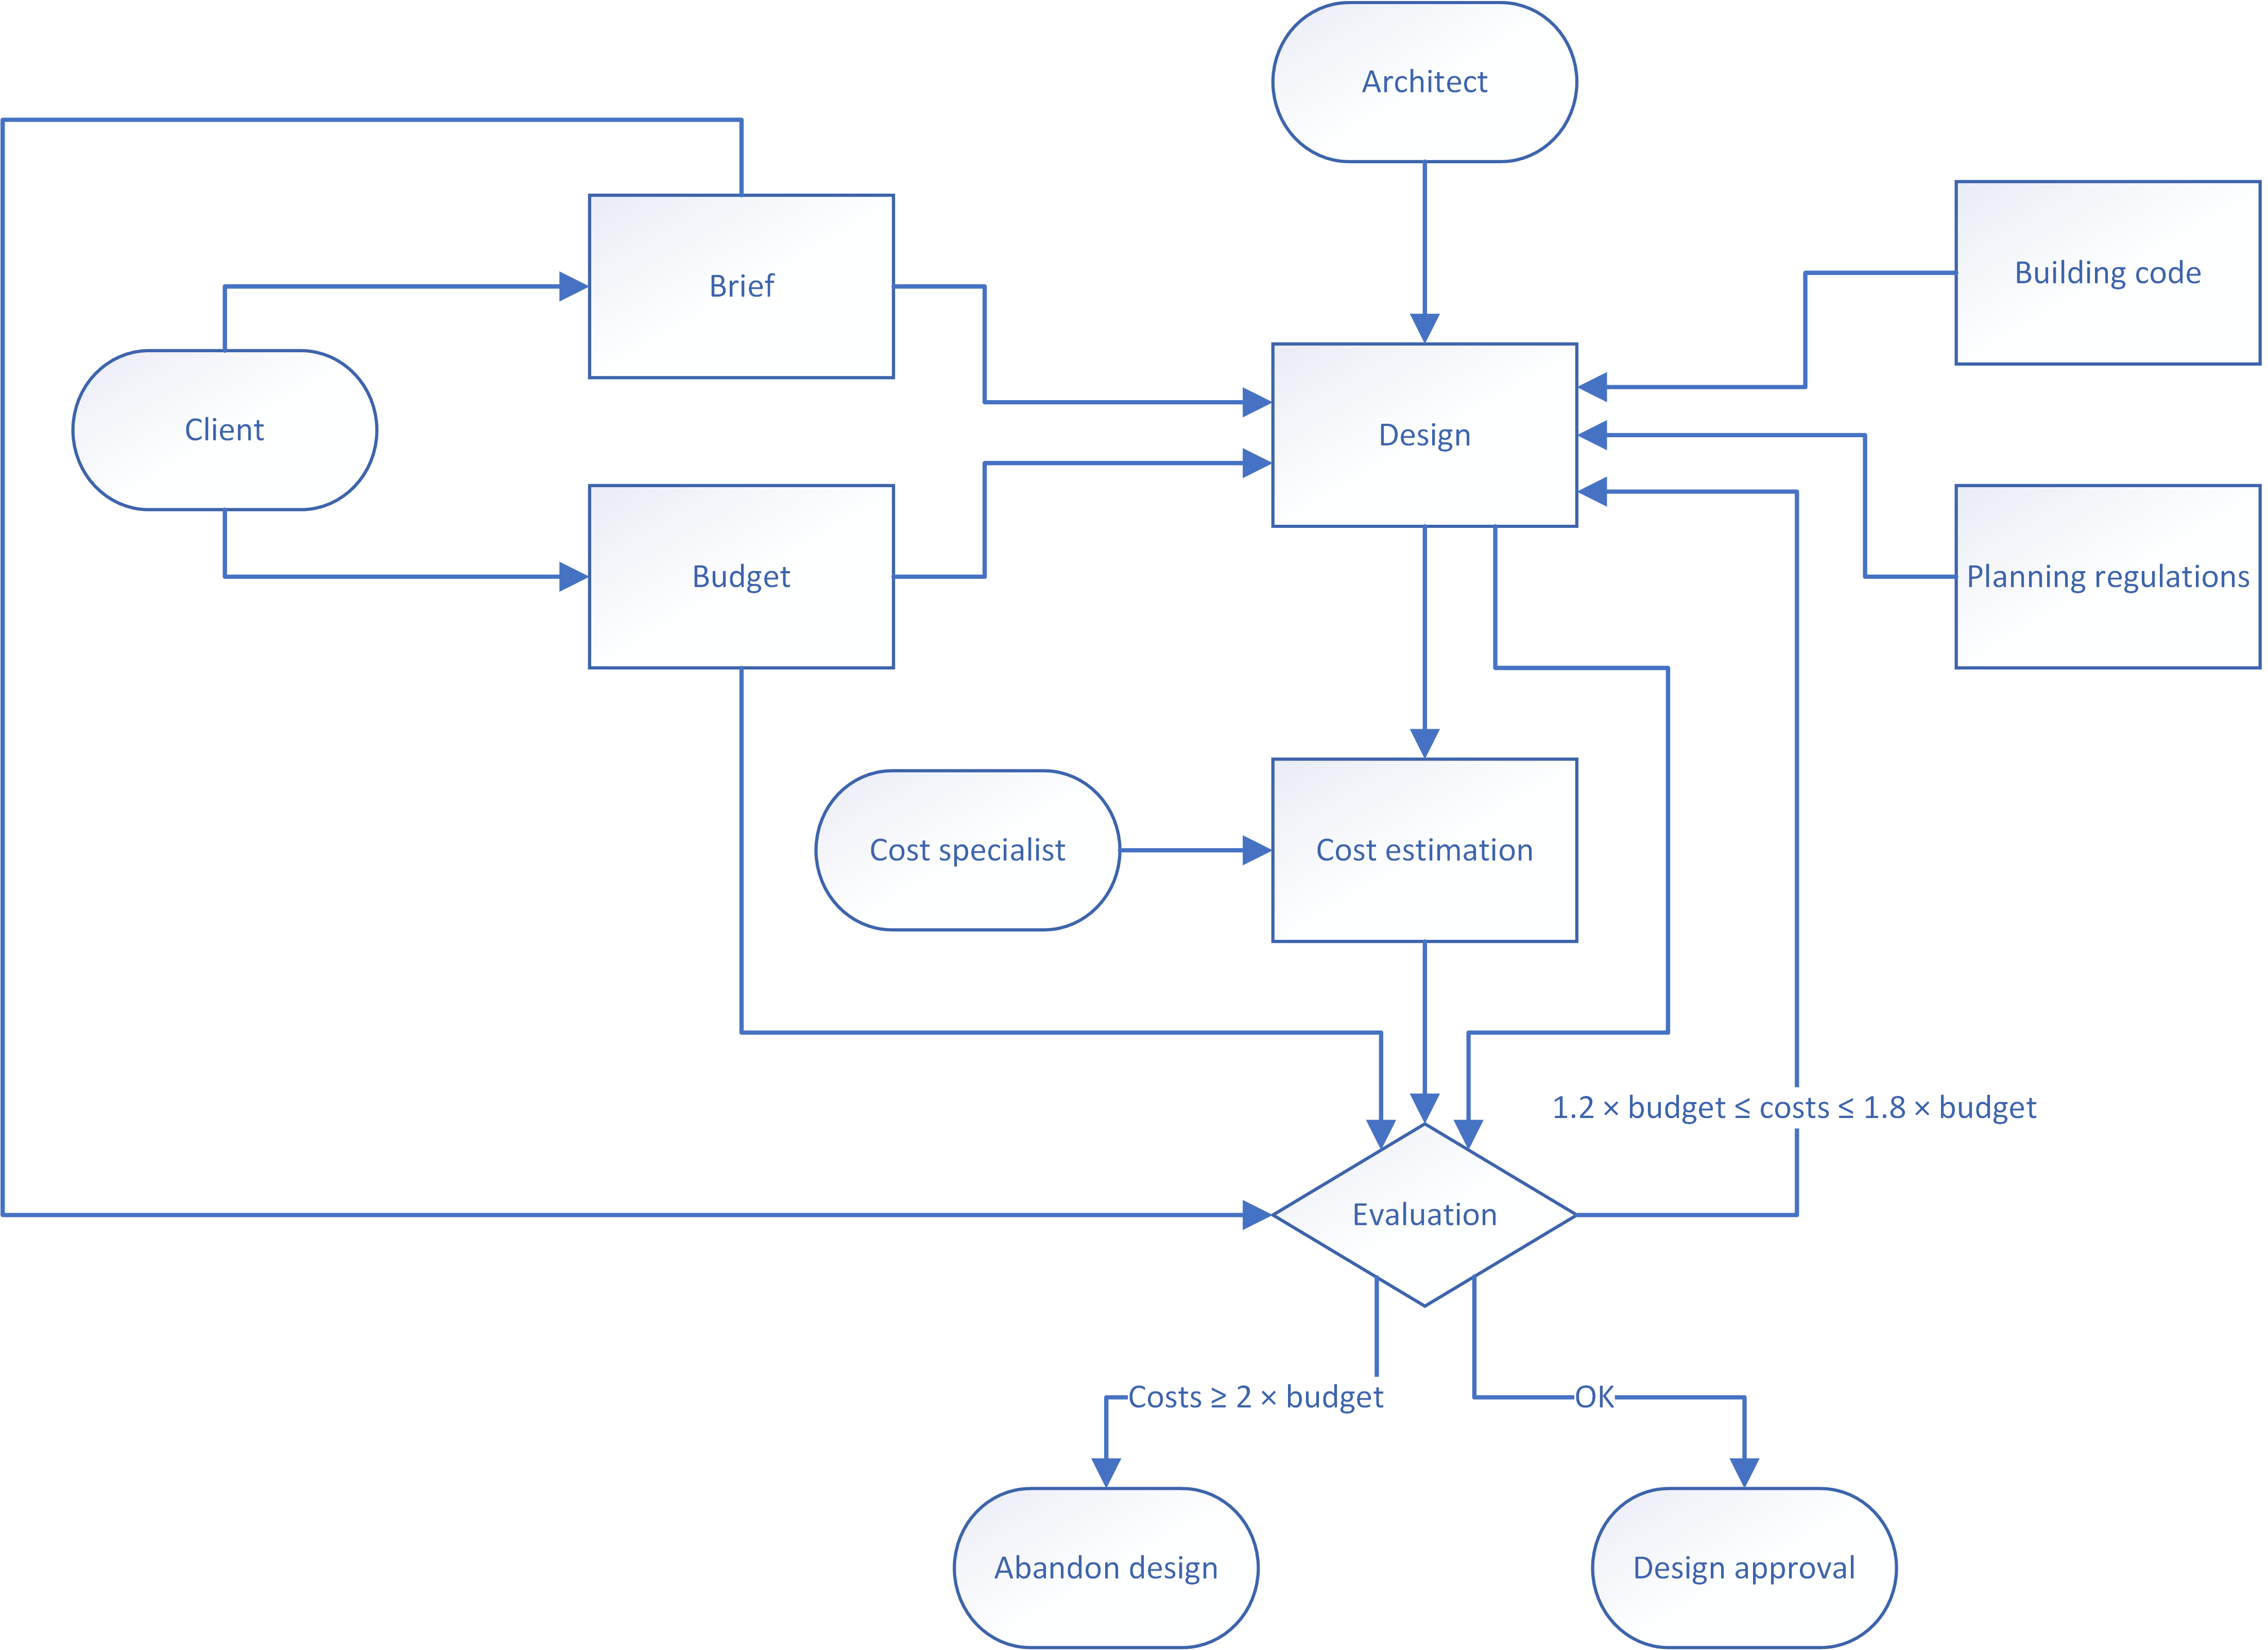 Architect
Brief
Building code
Client
Design
Budget
Planning regulations
Cost specialist
Cost estimation
1.2 × budget ≤ costs ≤ 1.8 × budget
Evaluation
Costs ≥ 2 × budget
OK
Abandon design
Design approval